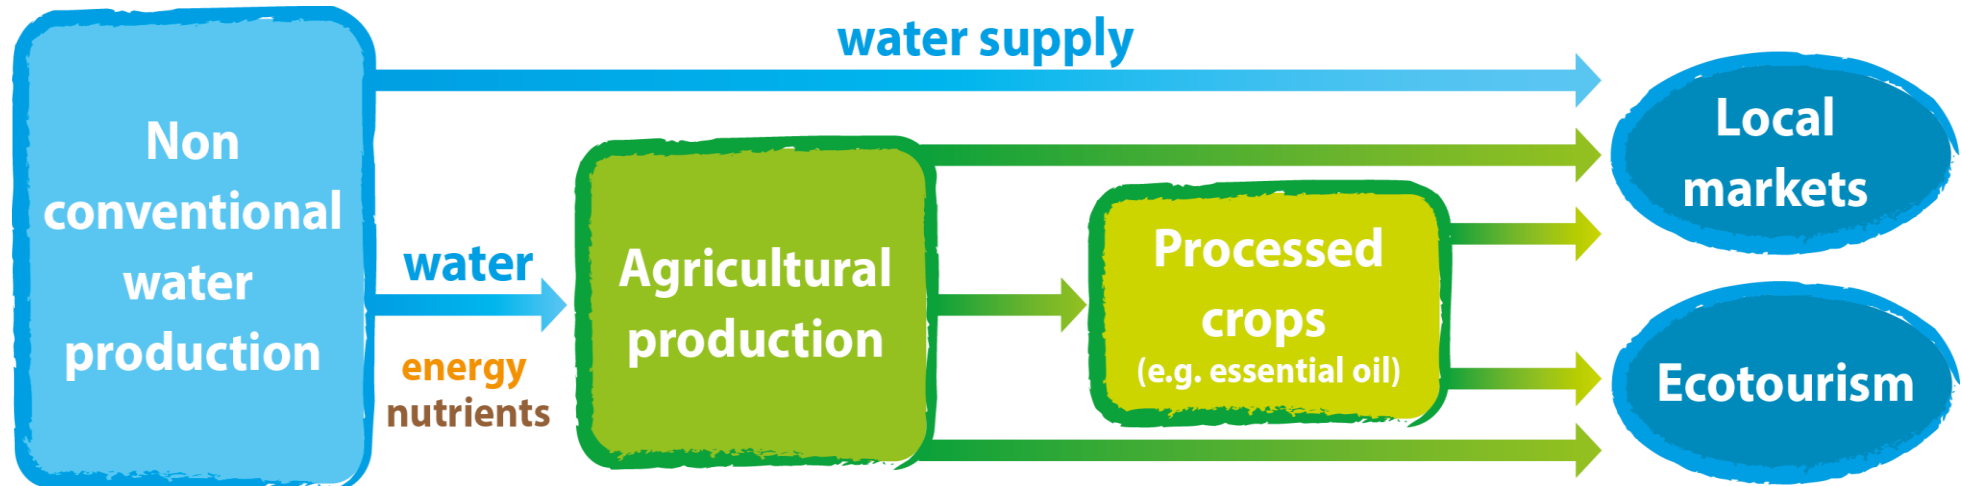 Non
conventional
water
production
water supply
water
energy
nutrients
Agricultural
production
Processed
crops
(e.g. essential oil)
Local
markets
Ecotourism